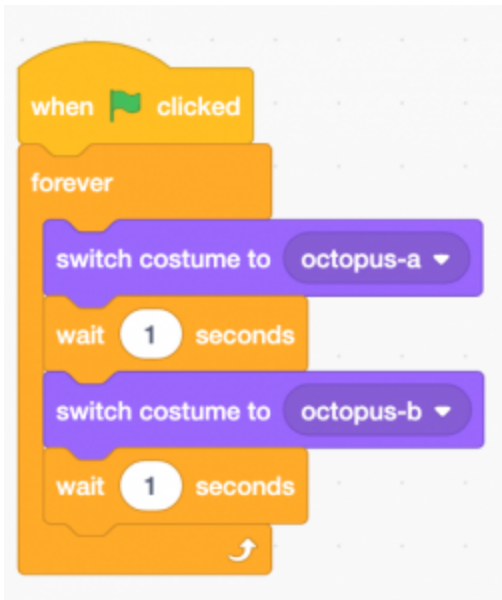 when clicked
forever
switch costume to octopus-a
wait 1 seconds
switch costume to octopus-b
wait 1 seconds